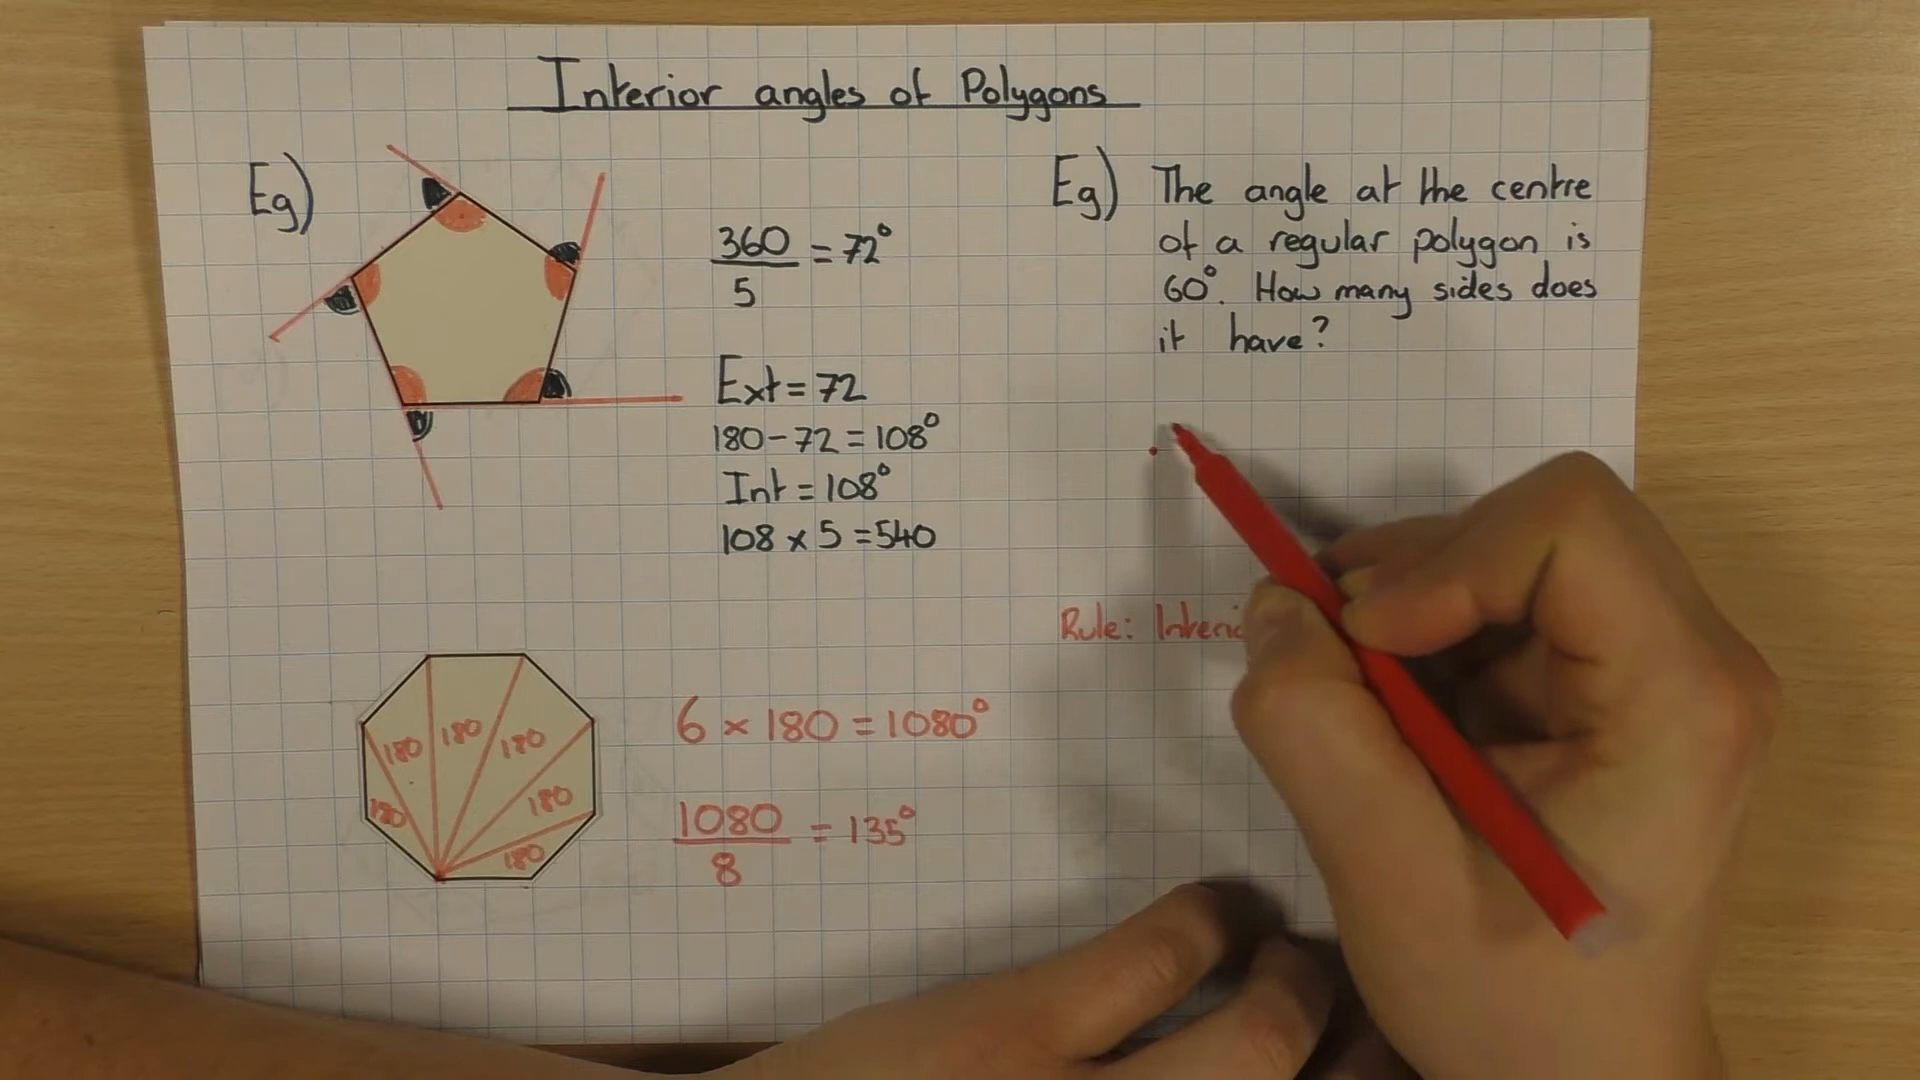 Interior angles of Polygons
Eg)
360
5
= 72°
Ext = 72
180 - 72 = 108°
Int = 108°
108 × 5 = 540
180
180
180
180
180
180
6 × 180 = 1080°
1080
8
= 135°
Eg) The angle at the centre
of a regular polygon is
60°. How many sides does
it have?
Rule: